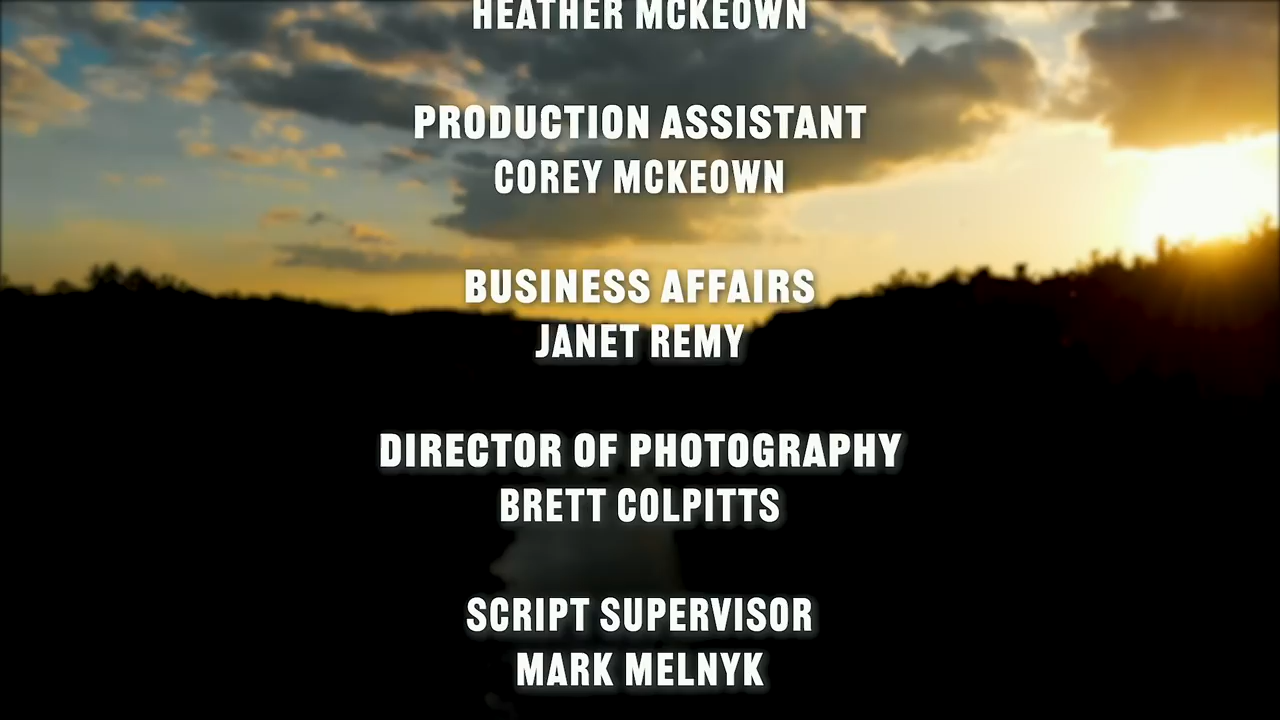 HEATHER MCKEOWN
PRODUCTION ASSISTANT
COREY MCKEOWN
BUSINESS AFFAIRS
JANET REMY
DIRECTOR OF PHOTOGRAPHY
BRETT COLPITTS
SCRIPT SUPERVISOR
MARK MELNYK